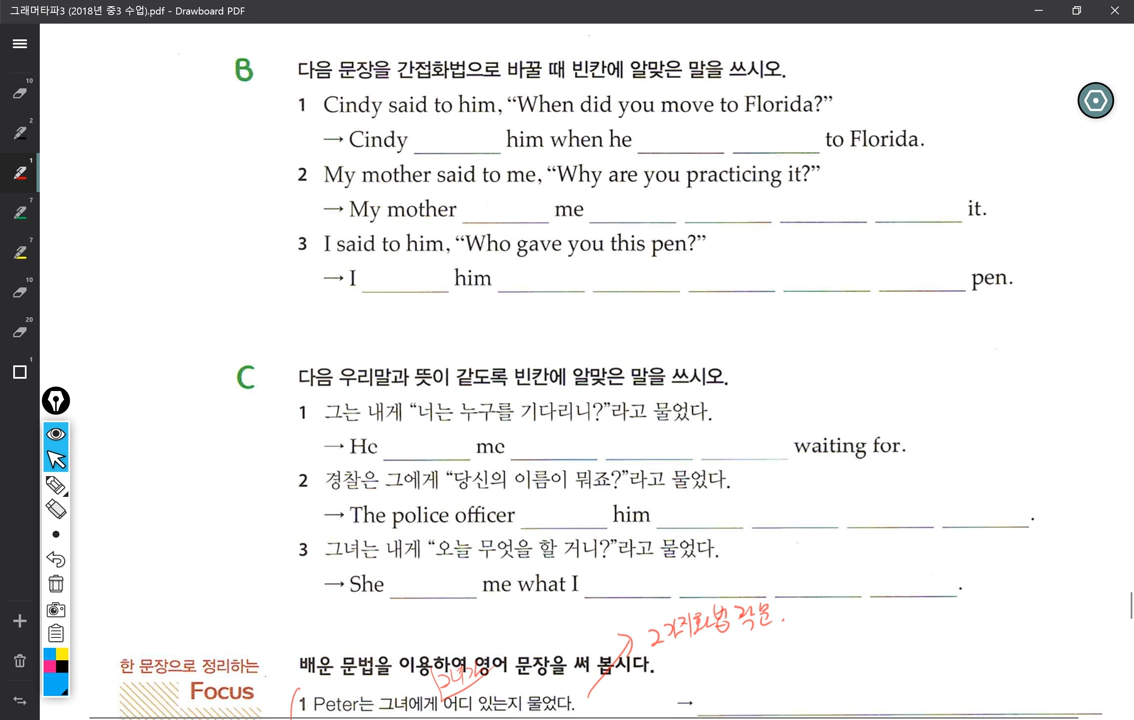 그래머타파3 (2018년 중3 수업).pdf - Drawboard PDF
10
2
1
7
7
10
20
1
B 다음 문장을 간접화법으로 바꿀 때 빈칸에 알맞은 말을 쓰시오.
1 Cindy said to him, “When did you move to Florida?”
→ Cindy ________ him when he ________ ________ to Florida.
2 My mother said to me, “Why are you practicing it?”
→ My mother ________ me ________ ________ ________ ________ it.
3 I said to him, “Who gave you this pen?”
→ I ________ him ________ ________ ________ ________ ________ pen.
C 다음 우리말과 뜻이 같도록 빈칸에 알맞은 말을 쓰시오.
1 그는 내게 “너는 누구를 기다리니?”라고 물었다.
→ He ________ me ________ ________ ________ waiting for.
2 경찰은 그에게 “당신의 이름이 뭐죠?”라고 물었다.
→ The police officer ________ him ________ ________ ________ ________.
3 그녀는 내게 “오늘 무엇을 할 거니?”라고 물었다.
→ She ________ me what I ________ ________ ________ ________.
한 문장으로 정리하는
Focus
배운 문법을 이용하여 영어 문장을 써 봅시다.
1 Peter는 그녀에게 어디 있는지 물었다. →